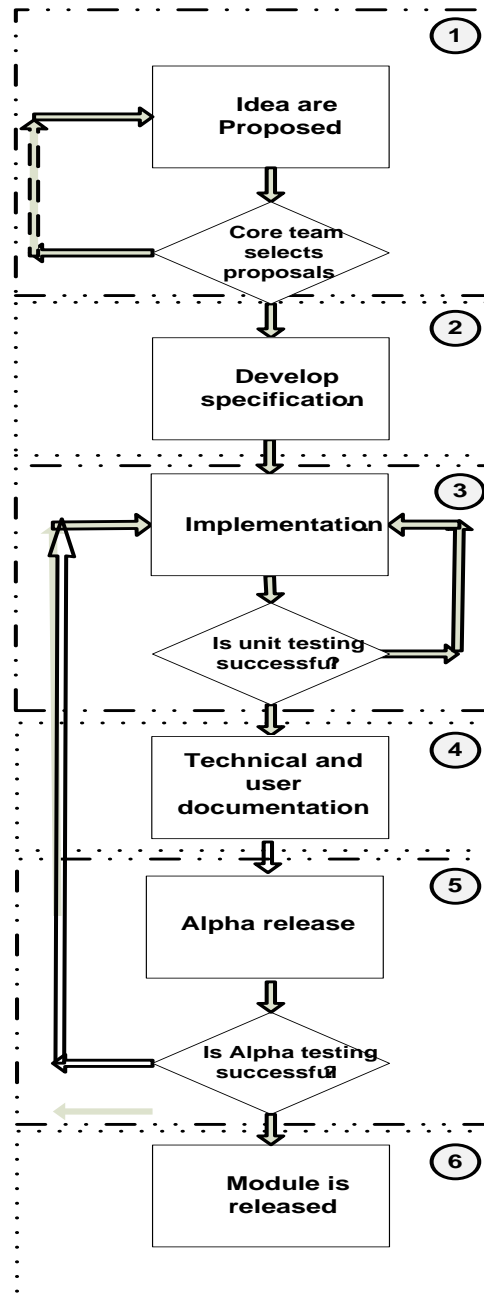 1
Idea are
Proposed
Core team
selects
proposals
2
Develop
specification.
3
Implementation.
Is unit testing
successful?
4
Technical and
user
documentation
5
Alpha release
Is Alpha testing
successful?
6
Module is
released